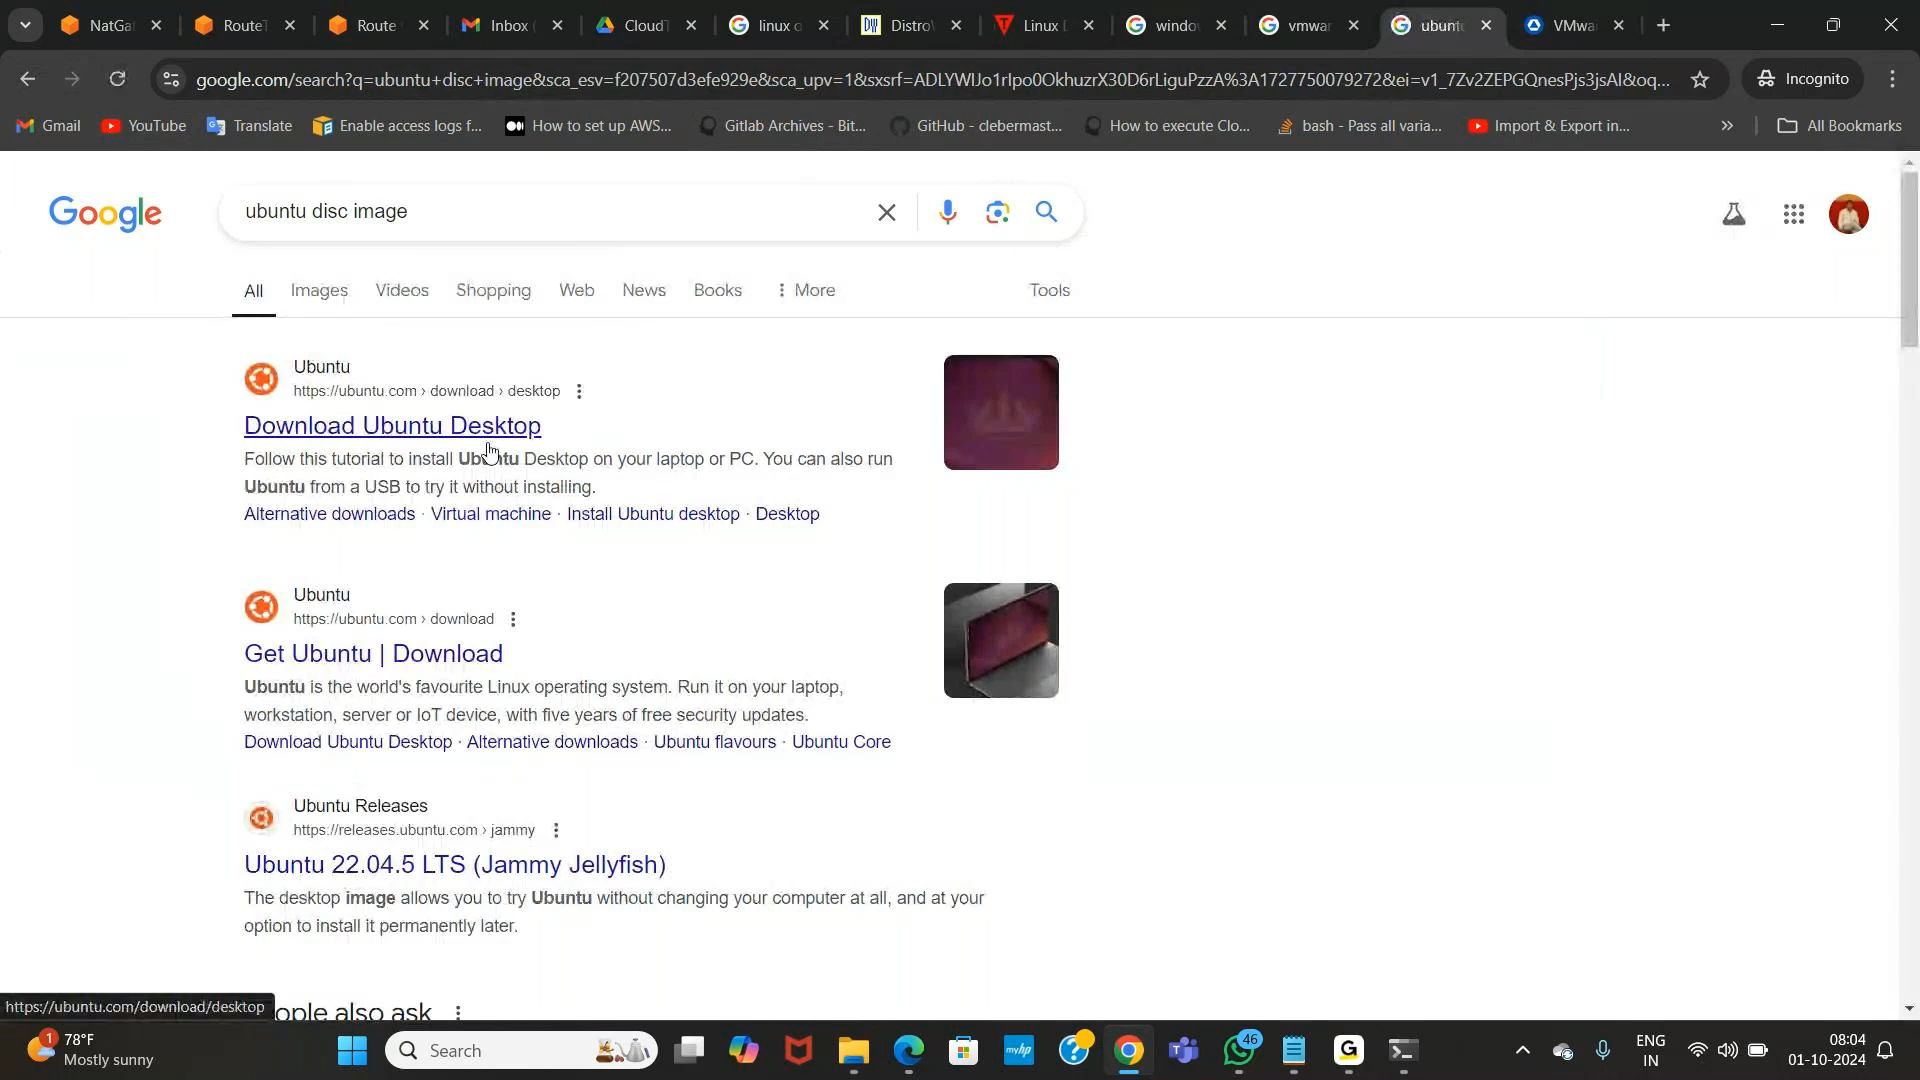 NatGa
RouteT
Route
Inbox (
CloudT
linux o
Distro
Linux D
windo
vmwar
ubunt
VMwa
google.com/search?q=ubuntu+disc+image&sca_esv=f207507d3efe929e&sca_upv=1&sxsrf=ADLYWIJo1rIpo0OkhuzrX30D6rLiguPzzA%3A1727750079272&ei=v1_7Zv2ZEPGQnesPjs3jsAI&oq...
Incognito
Gmail
YouTube
Translate
Enable access logs f...
How to set up AWS...
Gitlab Archives - Bit...
GitHub - clebermast...
How to execute Clo...
bash - Pass all varia...
Import & Export in...
All Bookmarks
Google
ubuntu disc image
All
Images
Videos
Shopping
Web
News
Books
More
Tools
Ubuntu
https://ubuntu.com › download › desktop
Download Ubuntu Desktop
Follow this tutorial to install Ubuntu Desktop on your laptop or PC. You can also run
Ubuntu from a USB to try it without installing.
Alternative downloads · Virtual machine · Install Ubuntu desktop · Desktop
Ubuntu
https://ubuntu.com › download
Get Ubuntu | Download
Ubuntu is the world's favourite Linux operating system. Run it on your laptop,
workstation, server or IoT device, with five years of free security updates.
Download Ubuntu Desktop · Alternative downloads · Ubuntu flavours · Ubuntu Core
Ubuntu Releases
https://releases.ubuntu.com › jammy
Ubuntu 22.04.5 LTS (Jammy Jellyfish)
The desktop image allows you to try Ubuntu without changing your computer at all, and at your
option to install it permanently later.
ople also ask
https://ubuntu.com/download/desktop
1
78°F
Mostly sunny
Search
myhp
46
ENG
IN
08:04
01-10-2024